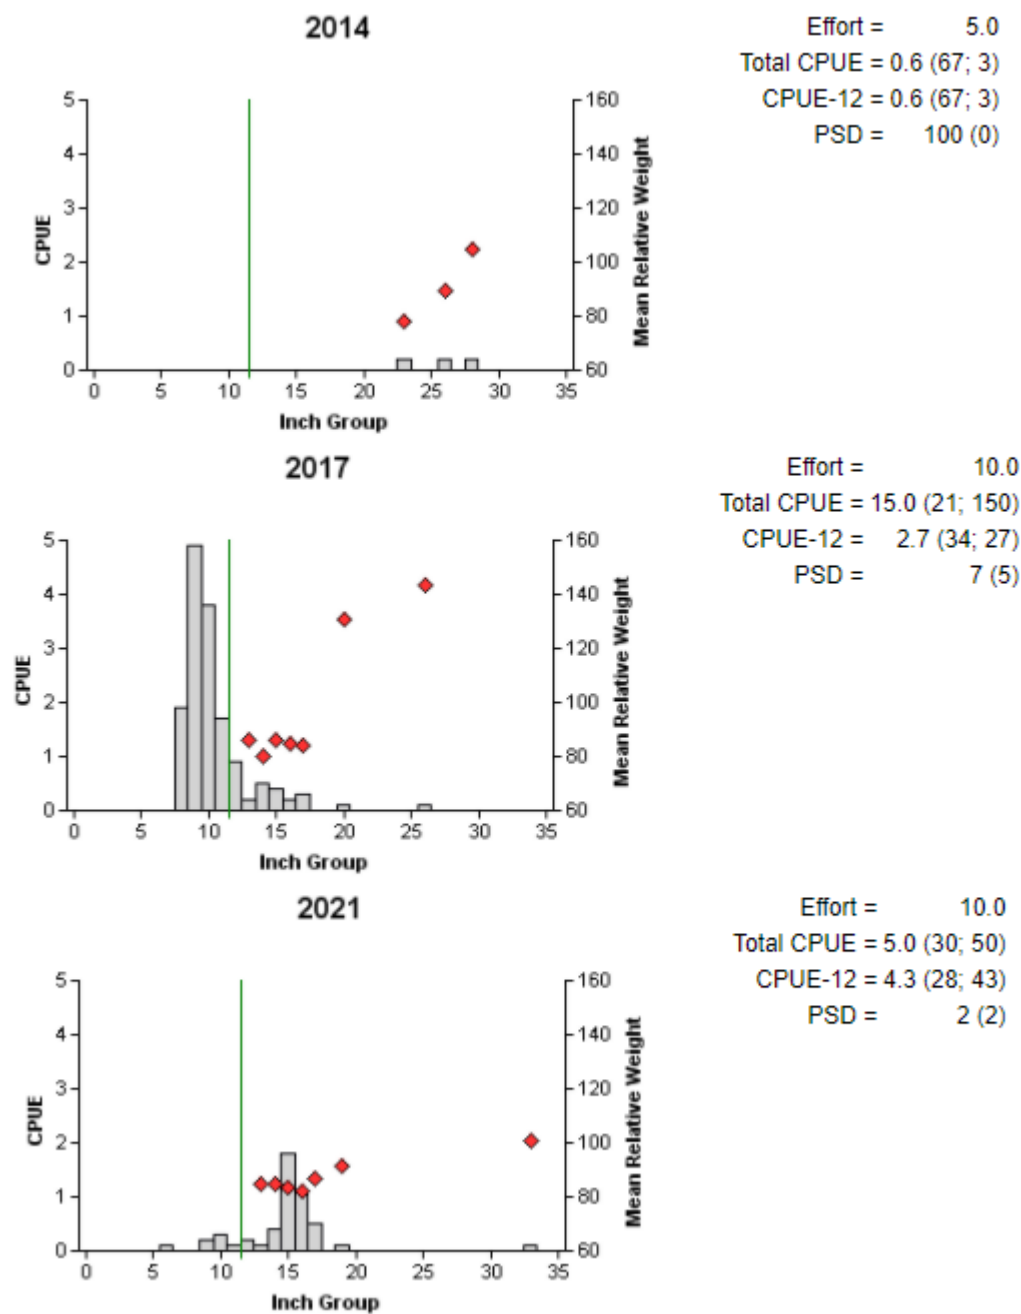 2014
Effort = 5.0
Total CPUE = 0.6 (67; 3)
CPUE-12 = 0.6 (67; 3)
PSD = 100 (0)
5
4
3
2
1
0
CPUE
160
140
120
100
80
60
Mean Relative Weight
0 5 10 15 20 25 30 35
Inch Group
2017
Effort = 10.0
Total CPUE = 15.0 (21; 150)
CPUE-12 = 2.7 (34; 27)
PSD = 7 (5)
5
4
3
2
1
0
CPUE
160
140
120
100
80
60
Mean Relative Weight
0 5 10 15 20 25 30 35
Inch Group
2021
Effort = 10.0
Total CPUE = 5.0 (30; 50)
CPUE-12 = 4.3 (28; 43)
PSD = 2 (2)
5
4
3
2
1
0
CPUE
160
140
120
100
80
60
Mean Relative Weight
0 5 10 15 20 25 30 35
Inch Group